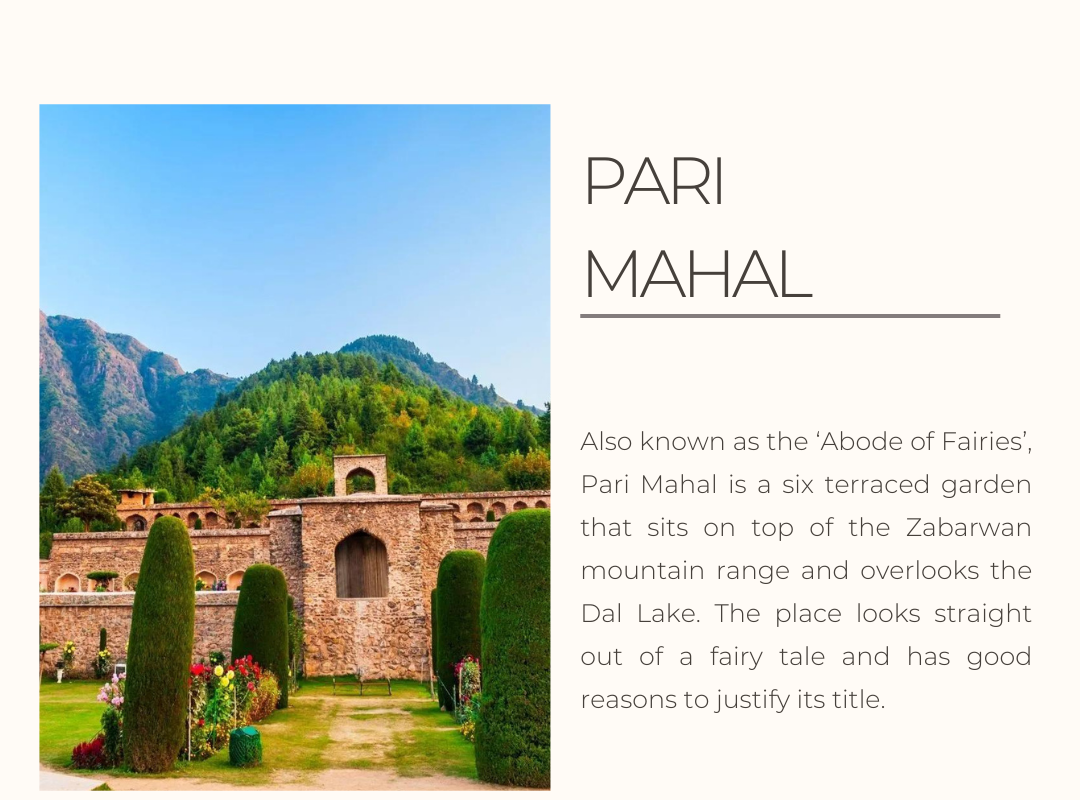 PARI
MAHAL
Also known as the ‘Abode of Fairies’,
Pari Mahal is a six terraced garden
that sits on top of the Zabarwan
mountain range and overlooks the
Dal Lake. The place looks straight
out of a fairy tale and has good
reasons to justify its title.